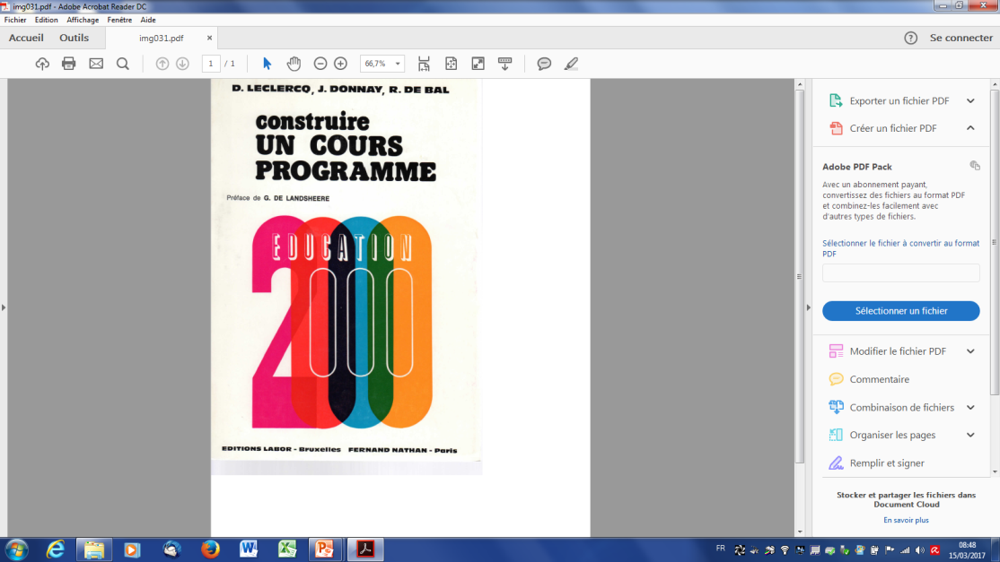 img031.pdf - Adobe Acrobat Reader DC
Fichier Edition Affichage Fenêtre Aide
Accueil Outils img031.pdf × Se connecter
1 / 1 66,7%
D. LECLERCQ, J. DONNAY, R. DE BAL
construire
UN COURS
PROGRAMME
Préface de G. DE LANDSHEERE
EDUCATION
2000
EDITIONS LABOR - Bruxelles FERNAND NATHAN - Paris
Exporter un fichier PDF
Créer un fichier PDF
Adobe PDF Pack
Avec un abonnement payant,
convertissez des fichiers au format PDF
et combinez-les facilement avec
d'autres types de fichiers.
Sélectionner le fichier à convertir au format
PDF
Sélectionner un fichier
Modifier le fichier PDF
Commentaire
Combinaison de fichiers
Organiser les pages
Remplir et signer
Stocker et partager les fichiers dans
Document Cloud
En savoir plus
FR
08:48
15/03/2017